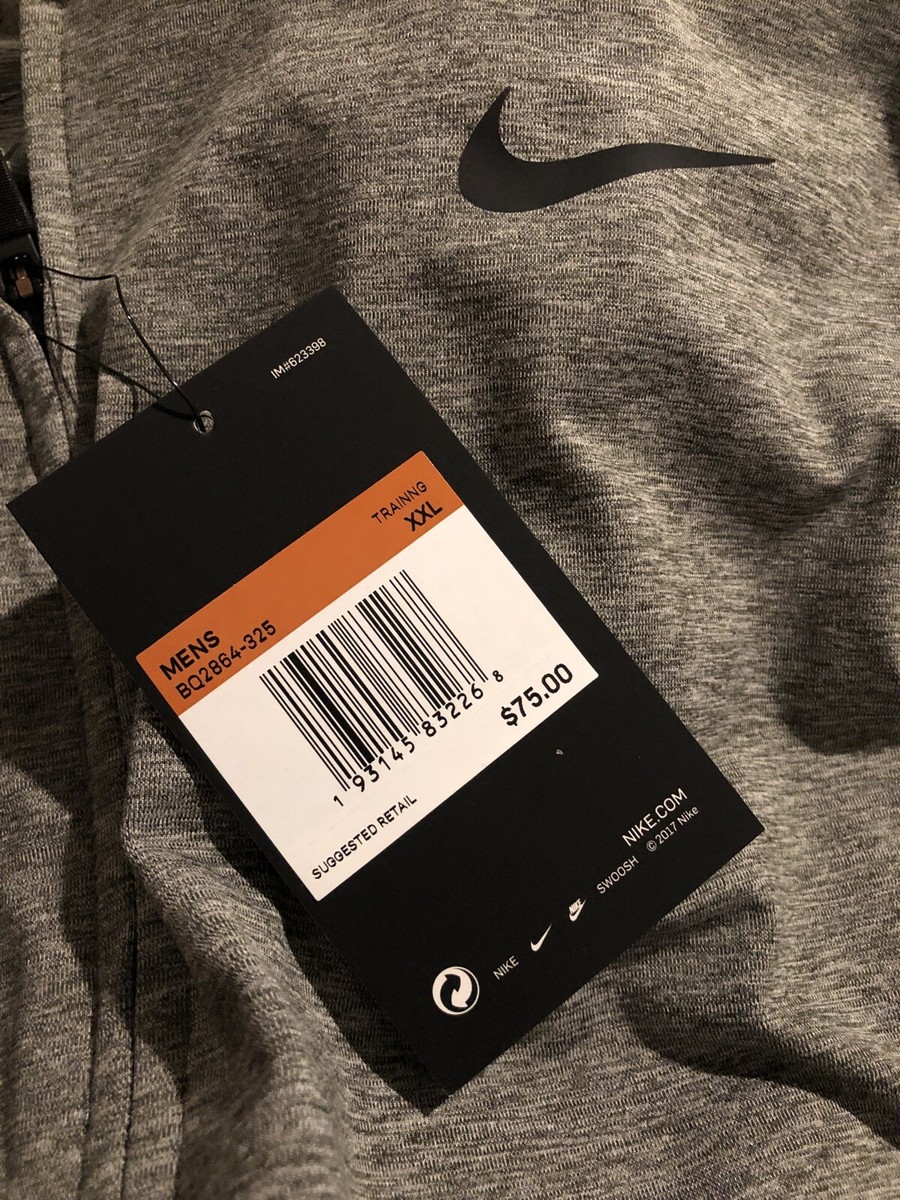 IM#623398
TRAINNG
XXL
MENS
BQ2864-325
1 93145 83226 8
$75.00
SUGGESTED RETAIL
NIKE.COM
NIKE SWOOSH © 2017 Nike